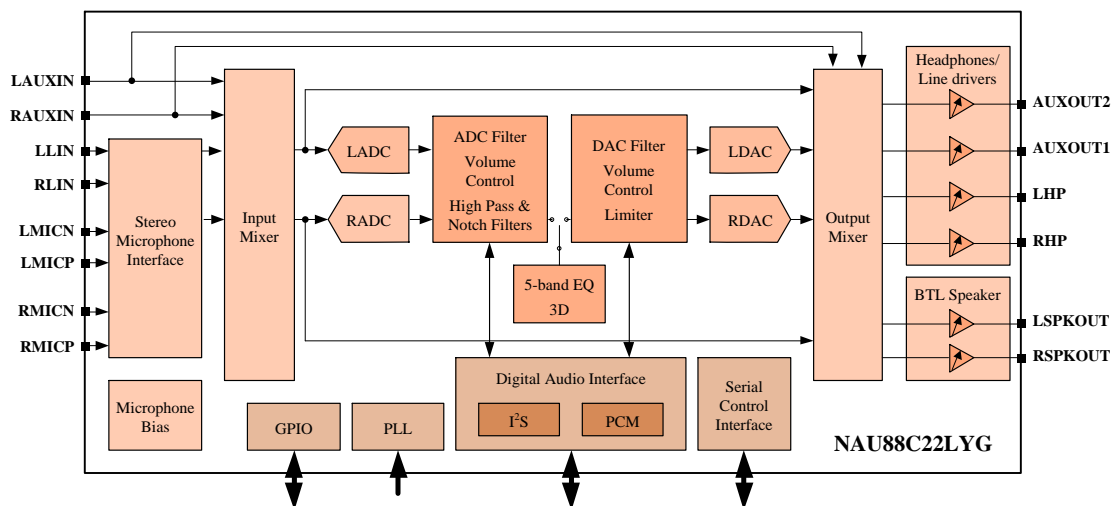 LAUXIN
RAUXIN
LLIN
RLIN
LMICN
LMICP
RMICN
RMICP
Stereo
Microphone
Interface
Microphone
Bias
Input
Mixer
LADC
RADC
ADC Filter
Volume
Control
High Pass &
Notch Filters
5-band EQ
3D
DAC Filter
Volume
Control
Limiter
LDAC
RDAC
Output
Mixer
Headphones/
Line drivers
BTL Speaker
AUXOUT2
AUXOUT1
LHP
RHP
LSPKOUT
RSPKOUT
GPIO
PLL
Digital Audio Interface
I²S
PCM
Serial
Control
Interface
NAU88C22LYG